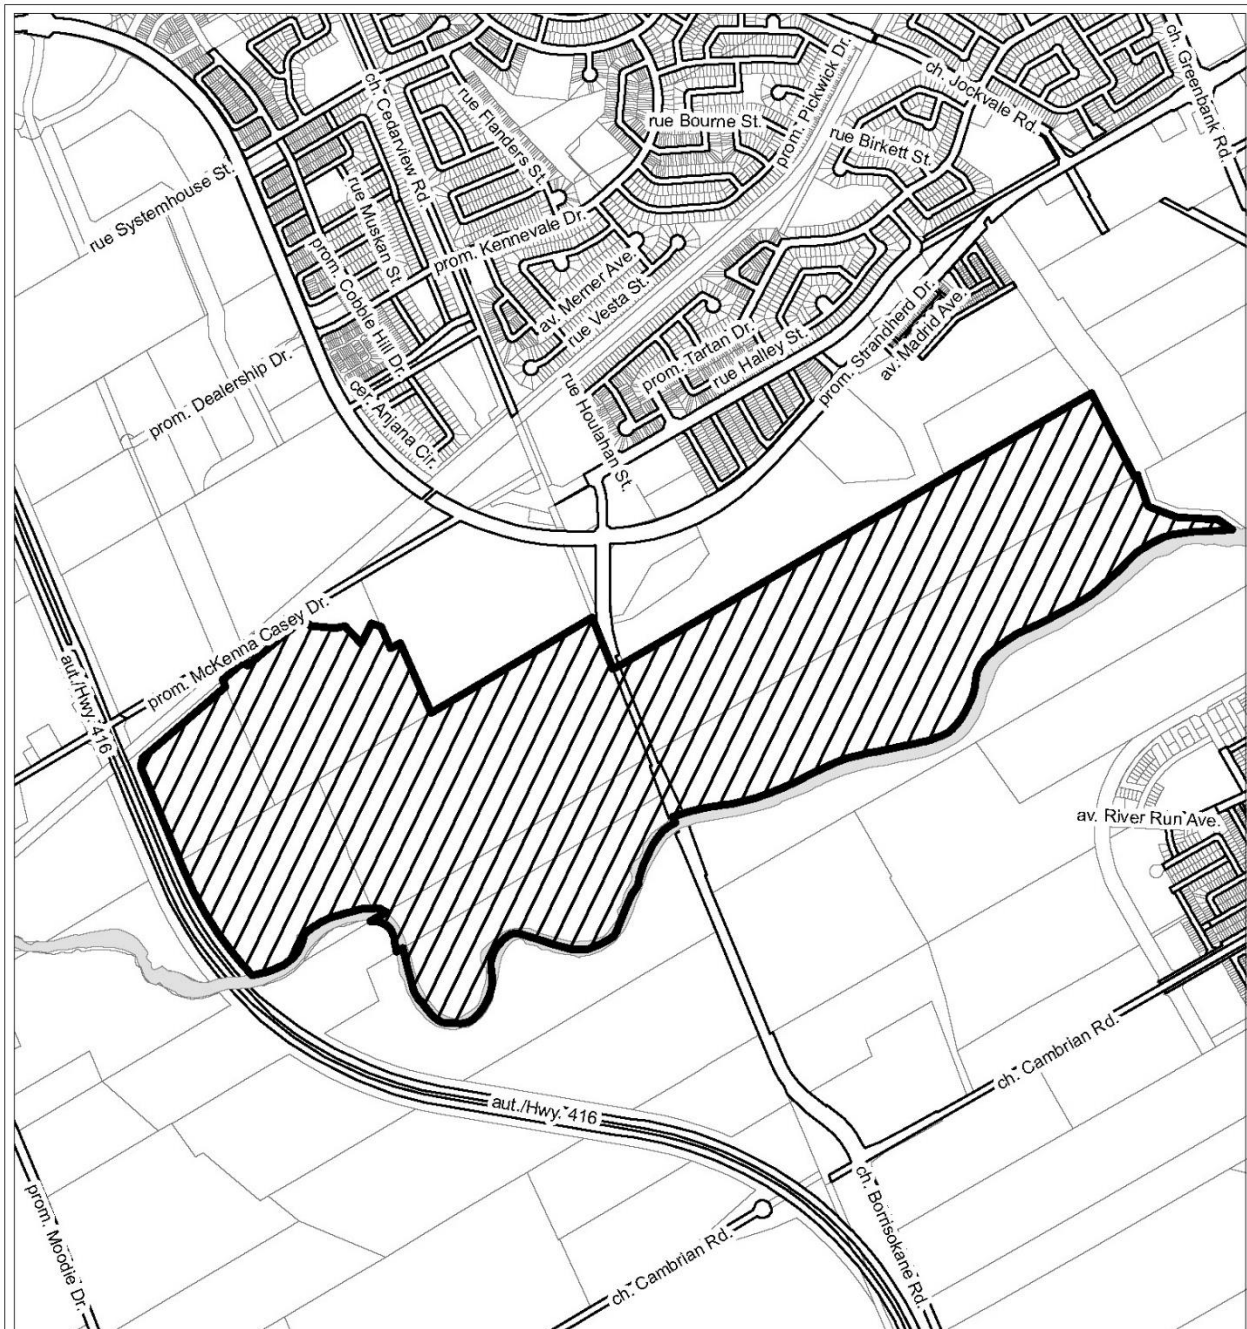 ch. Greenbank Rd.
ch. Jockvale Rd.
prom. Pickwick Dr.
ch. Cedarview Rd.
rue Flanders St.
rue Bourne St.
rue Birkett St.
rue Systemhouse St.
rue Muskan St.
prom. Kennevale Dr.
prom. Cobble Hill Dr.
av. Merner Ave.
rue Vesta St.
prom. Strandherd Dr.
av. Madrid Ave.
prom. Tartan Dr.
rue Halley St.
prom. Dealership Dr.
cer. Anjana Cir.
rue Houlahan St.
prom. McKenna Casey Dr.
aut./Hwy. 416
av. River Run Ave.
ch. Cambrian Rd.
aut./Hwy. 416
prom. Moodie Dr.
ch. Borrisokane Rd.
ch. Cambrian Rd.